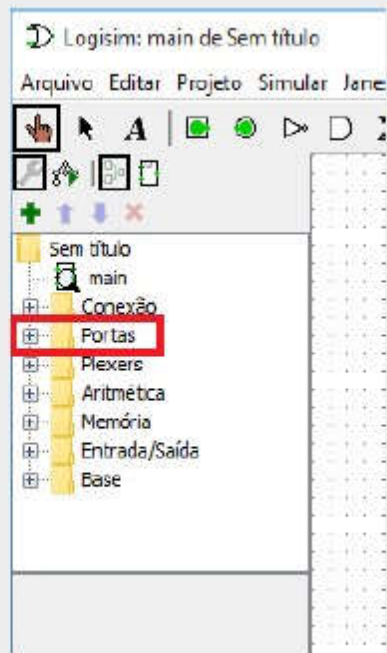 Logisim: main de Sem título
Arquivo Editar Projeto Simular Jane
A
Sem título
main
Conexão
Portas
Plexers
Aritmética
Memória
Entrada/Saída
Base